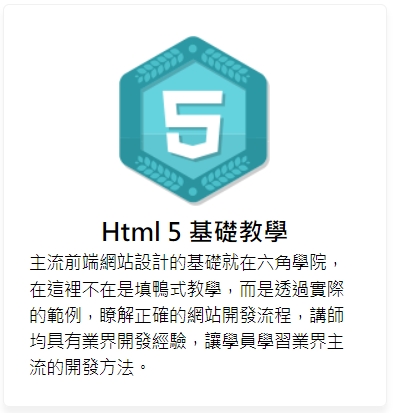 5
Html 5 基礎教學
主流前端網站設計的基礎就在六角學院，
在這裡不在是填鴨式教學，而是透過實際
的範例，瞭解正確的網站開發流程，講師
均具有業界開發經驗，讓學員學習業界主
流的開發方法。